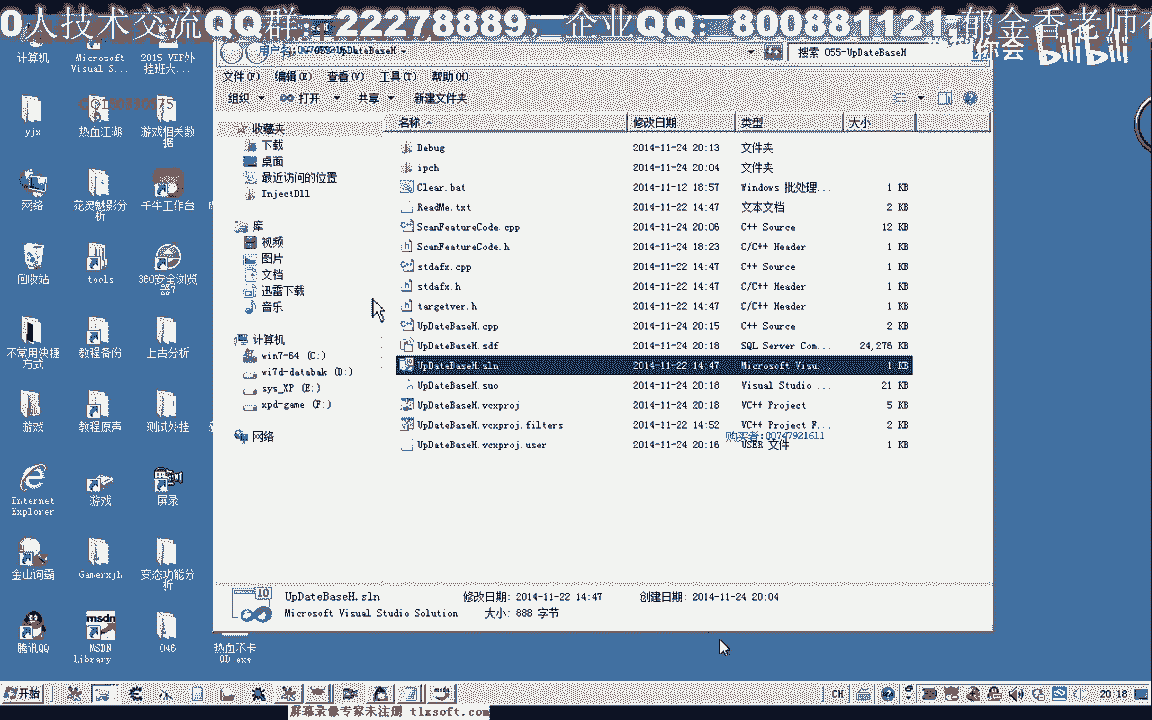 0人技术交流QQ群：22278889，企业QQ：800881121,郁金香老师
你会 bilibili
055-UpDateBaseH
搜索 055-UpDateBaseH
文件(F) 编辑(E) 查看(V) 工具(T) 帮助(H)
组织 打开 共享 新建文件夹
名称 修改日期 类型 大小
收藏夹
下载
桌面
最近访问的位置
InjectDll
库
视频
图片
文档
迅雷下载
音乐
计算机
win7-64 (C:)
wi7d-databak (D:)
sys_XP (E:)
xpd-game (F:)
网络
Debug 2014-11-24 20:13 文件夹
ipch 2014-11-24 20:04 文件夹
Clear.bat 2014-11-12 18:57 Windows 批处理... 1 KB
ReadMe.txt 2014-11-22 14:47 文本文档 2 KB
ScanFeatureCode.cpp 2014-11-24 20:06 C++ Source 12 KB
ScanFeatureCode.h 2014-11-24 18:23 C/C++ Header 1 KB
stdafx.cpp 2014-11-22 14:47 C++ Source 1 KB
stdafx.h 2014-11-22 14:47 C/C++ Header 1 KB
targetver.h 2014-11-22 14:47 C/C++ Header 1 KB
UpDateBaseH.cpp 2014-11-24 20:15 C++ Source 2 KB
UpDateBaseH.sdf 2014-11-24 20:18 SQL Server Com... 24,276 KB
UpDateBaseH.sln 2014-11-22 14:47 Microsoft Visu... 1 KB
UpDateBaseH.suo 2014-11-24 20:18 Visual Studio ... 21 KB
UpDateBaseH.vcxproj 2014-11-24 20:18 VC++ Project 5 KB
UpDateBaseH.vcxproj.filters 2014-11-22 14:52 VC++ Project F... 2 KB
购买者:00747921611
UpDateBaseH.vcxproj.user 2014-11-24 20:16 USER 文件 1 KB
UpDateBaseH.sln 修改日期: 2014-11-22 14:47 创建日期: 2014-11-24 20:04
Microsoft Visual Studio Solution 大小: 888 字节
计算机
Microsoft Visual S...
2015 VIP外挂班大...
yjx
热血江湖
游戏相关数据
网络
花灵魅影分析
千年工作台
回收站
tools
360安全浏览器7
不常用快捷方式
教程备份
上古分析
游戏
教程原声
测试外挂
Internet Explorer
游戏
屏录
金山词霸
Gamerxjh
变态功能分析
腾讯QQ
MSDN Library
046
热血不卡 OD.exe
开始
CH
20:18
屏幕录像专家未注册 tlxsoft.com